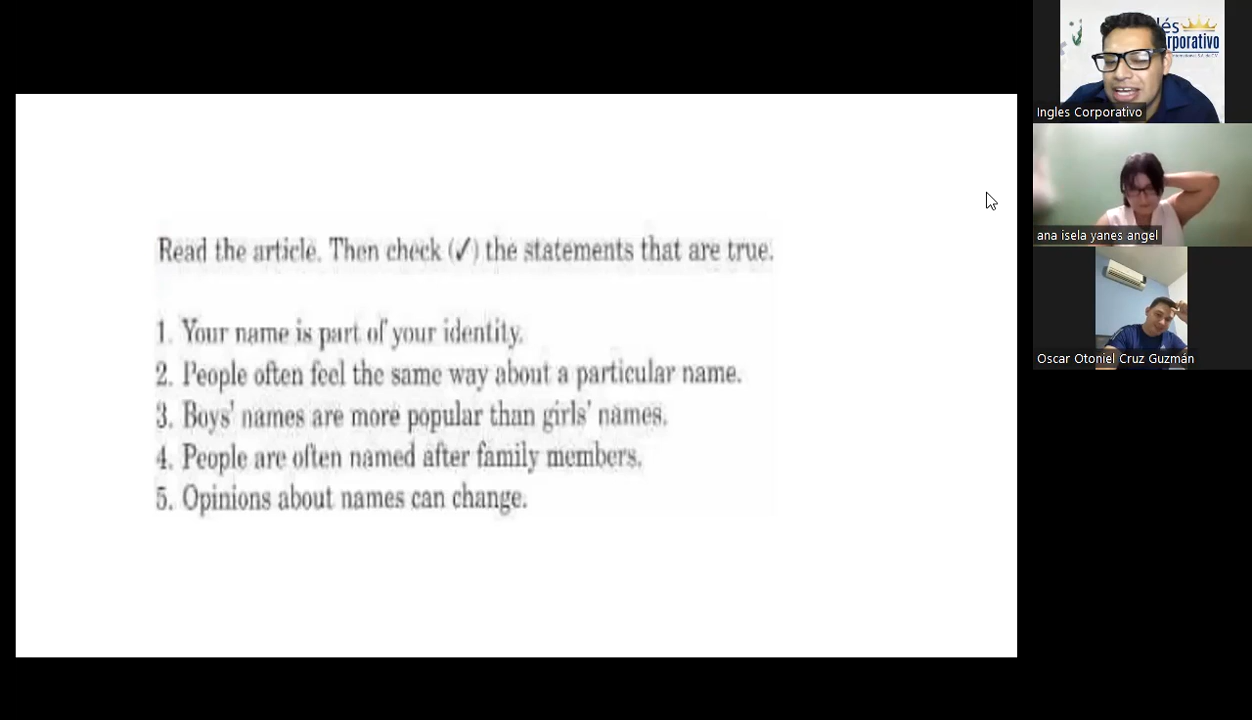 Read the article. Then check (✓) the statements that are true.
1. Your name is part of your identity.
2. People often feel the same way about a particular name.
3. Boys' names are more popular than girls' names.
4. People are often named after family members.
5. Opinions about names can change.
lés
rporativo
Ingles Corporativo
ana isela yanes angel
Oscar Otoniel Cruz Guzmán